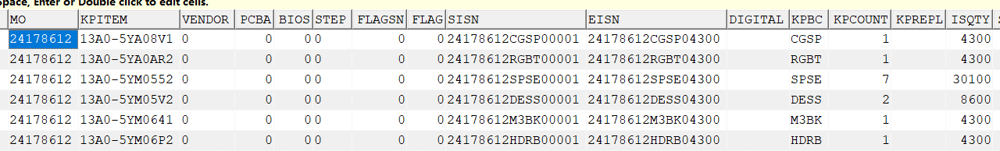 Space, Enter or Double click to edit cells.
MO KPITEM VENDOR PCBA BIOS STEP FLAGSN FLAG SISN EISN DIGITAL KPBC KPCOUNT KPREPL ISQTY
24178612 13A0-5YA08V1 0 0 0 0 0 0 24178612CGSP00001 24178612CGSP04300 CGSP 1 4300
24178612 13A0-5YA0AR2 0 0 0 0 0 0 24178612RGBT00001 24178612RGBT04300 RGBT 1 4300
24178612 13A0-5YM0552 0 0 0 0 0 0 24178612SPSE00001 24178612SPSE04300 SPSE 7 30100
24178612 13A0-5YM05V2 0 0 0 0 0 0 24178612DESS00001 24178612DESS04300 DESS 2 8600
24178612 13A0-5YM0641 0 0 0 0 0 0 24178612M3BK00001 24178612M3BK04300 M3BK 1 4300
24178612 13A0-5YM06P2 0 0 0 0 0 0 24178612HDRB00001 24178612HDRB04300 HDRB 1 4300